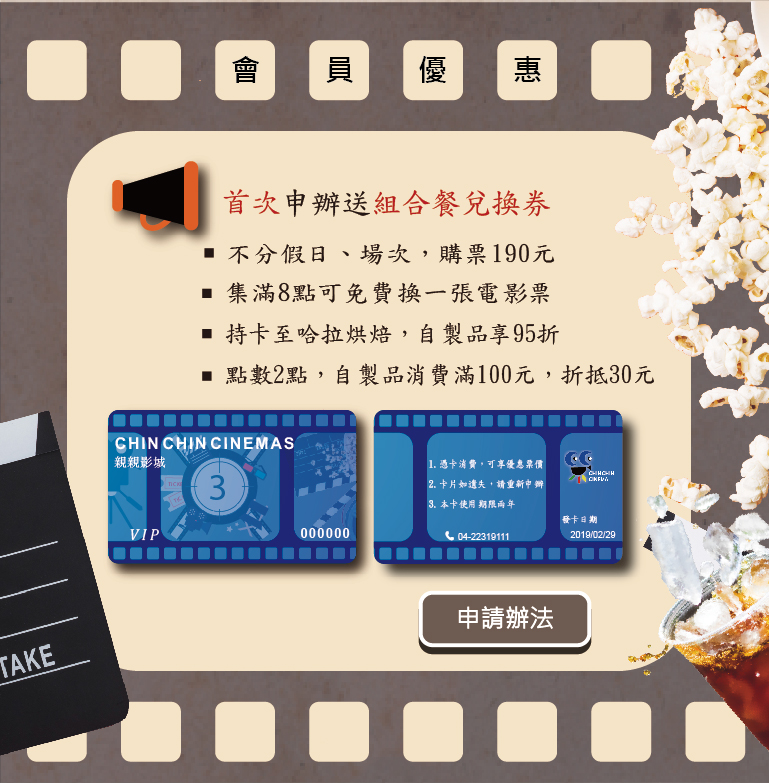 會員優惠
首次申辦送組合餐兌換券
■ 不分假日、場次，購票190元
■ 集滿8點可免費換一張電影票
■ 持卡至哈拉烘焙，自製品享95折
■ 點數2點，自製品消費滿100元，折抵30元
CHIN CHIN CINEMAS
親親影城
3
VIP
000000
1. 憑卡消費，可享優惠票價
2. 卡片如遺失，請重新申辦
3. 本卡使用期限兩年
04-22319111
CHINCHIN
CINEMA
發卡日期
2019/02/29
申請辦法
TAKE